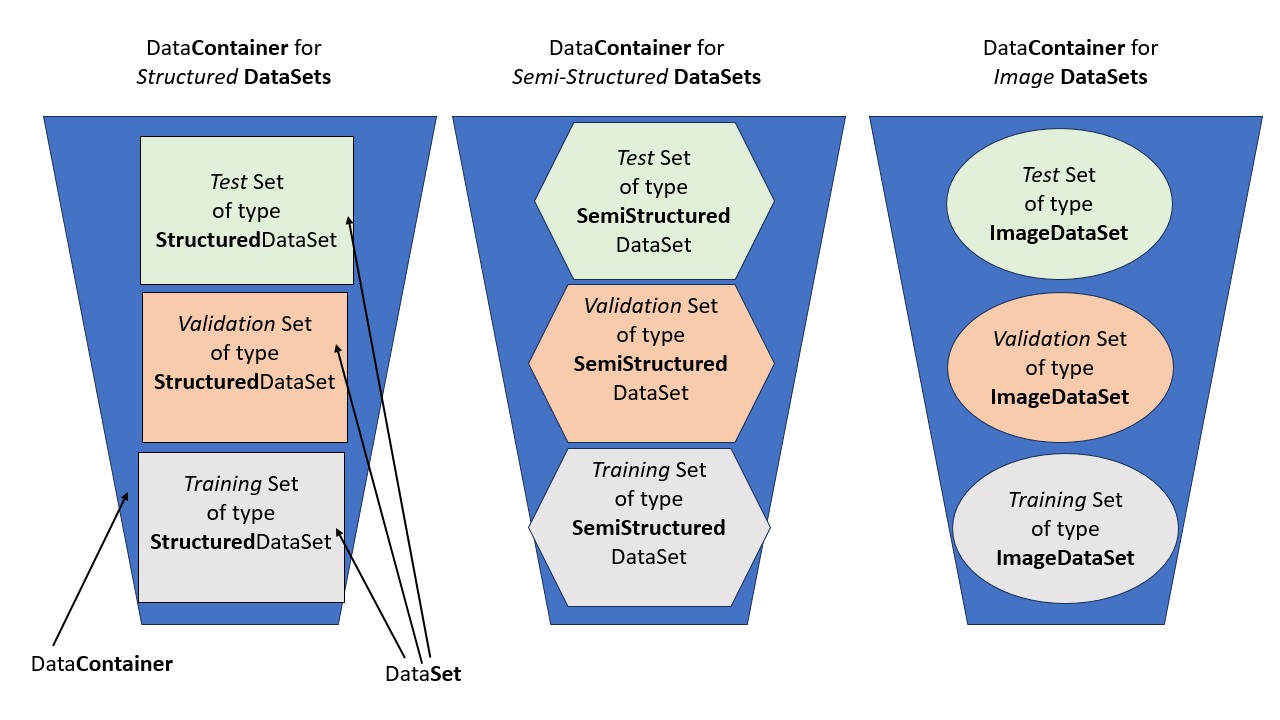 DataContainer for
Structured DataSets
DataContainer for
Semi-Structured DataSets
DataContainer for
Image DataSets
Test Set
of type
StructuredDataSet
Validation Set
of type
StructuredDataSet
Training Set
of type
StructuredDataSet
Test Set
of type
SemiStructured
DataSet
Validation Set
of type
SemiStructured
DataSet
Training Set
of type
SemiStructured
DataSet
Test Set
of type
ImageDataSet
Validation Set
of type
ImageDataSet
Training Set
of type
ImageDataSet
DataContainer
DataSet